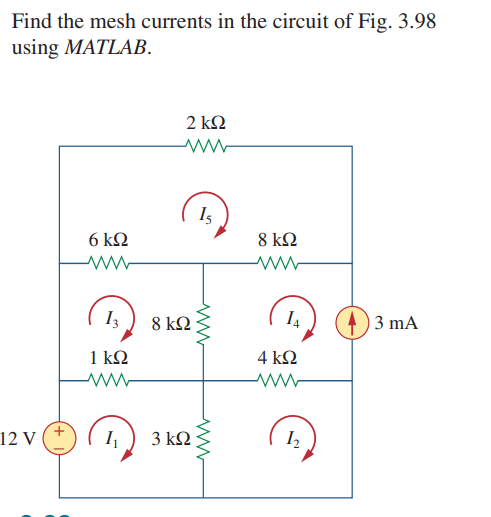 Find the mesh currents in the circuit of Fig. 3.98
using MATLAB.
2 kΩ
I₅
6 kΩ
8 kΩ
I₃
8 kΩ
I₄
3 mA
1 kΩ
4 kΩ
12 V
+
I₁
3 kΩ
I₂